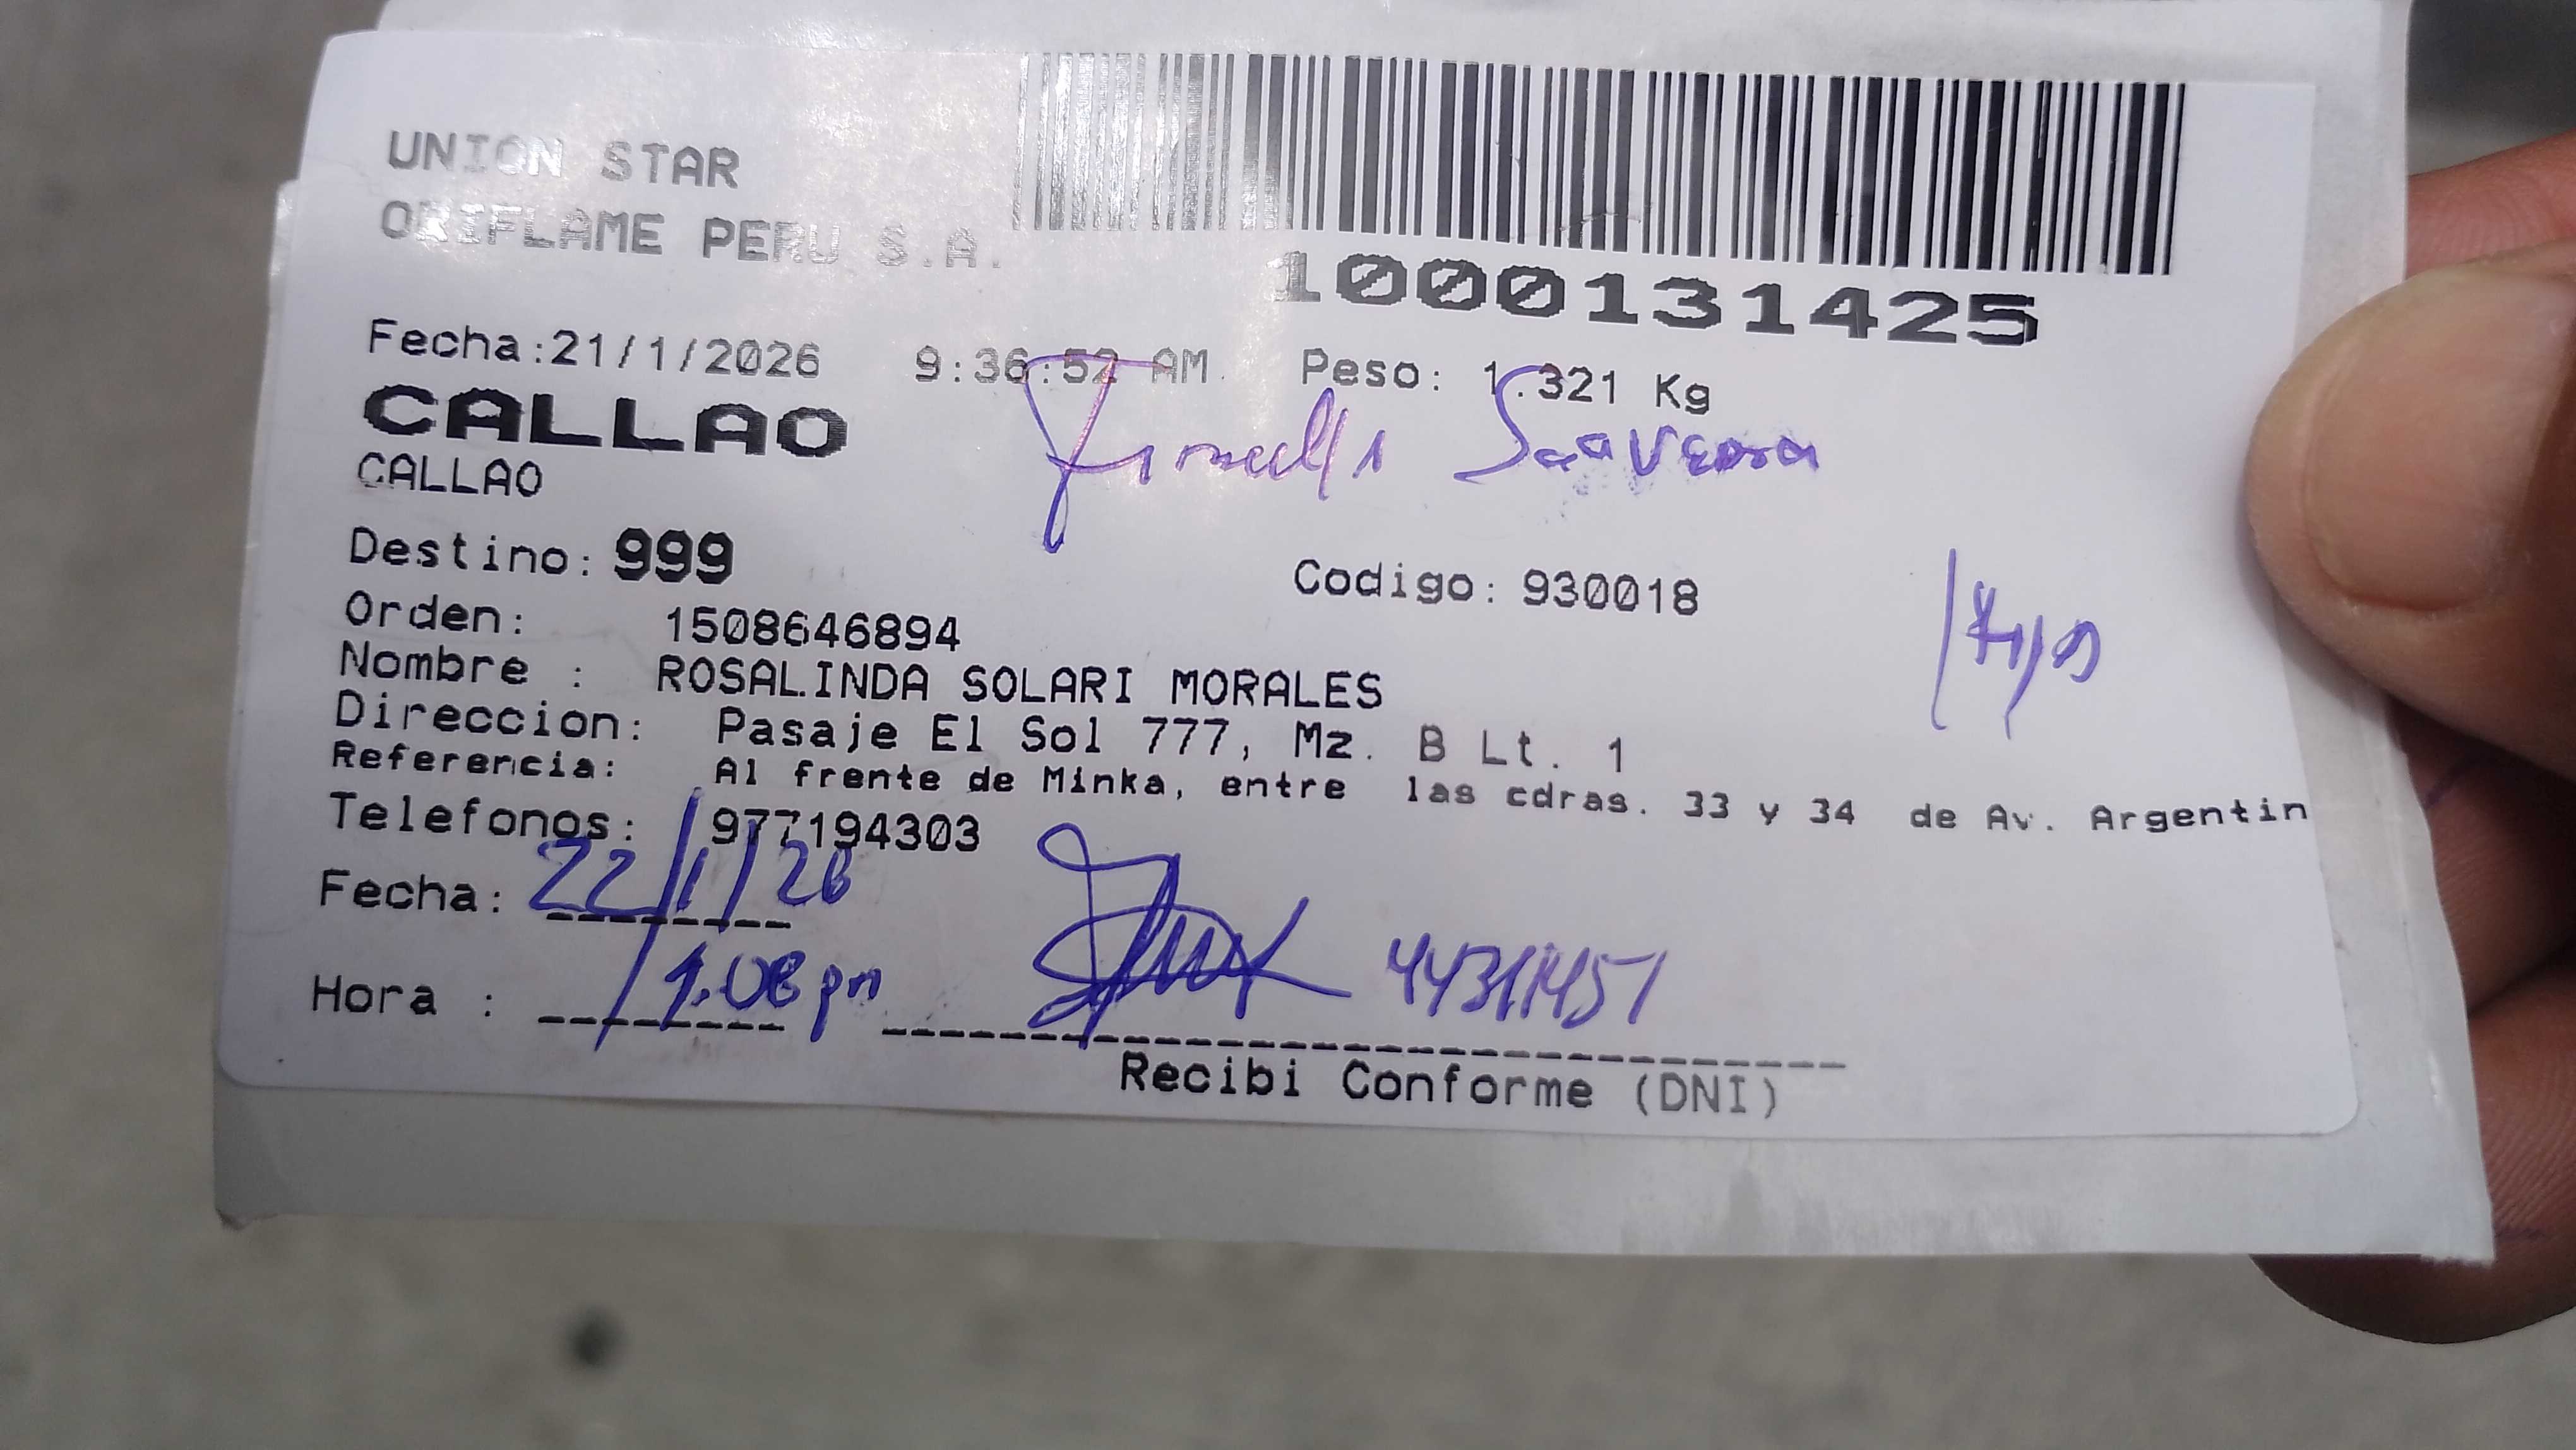 UNION STAR
ORIFLAME PERU S.A.
1000131425
Fecha:21/1/2026 9:36:52 AM. Peso: 1.321 Kg
CALLAO
CALLAO
Saavedra
Destino: 999
Codigo: 930018
Orden: 1508646894
Nombre : ROSALINDA SOLARI MORALES
Direccion: Pasaje El Sol 777, Mz. B Lt. 1
Referencia: Al frente de Minka, entre las cdras. 33 y 34 de Av. Argentin
Telefonos: 977194303
Fecha: 22/1/26
Hora : 1:08 pm 44311451
Recibi Conforme (DNI)